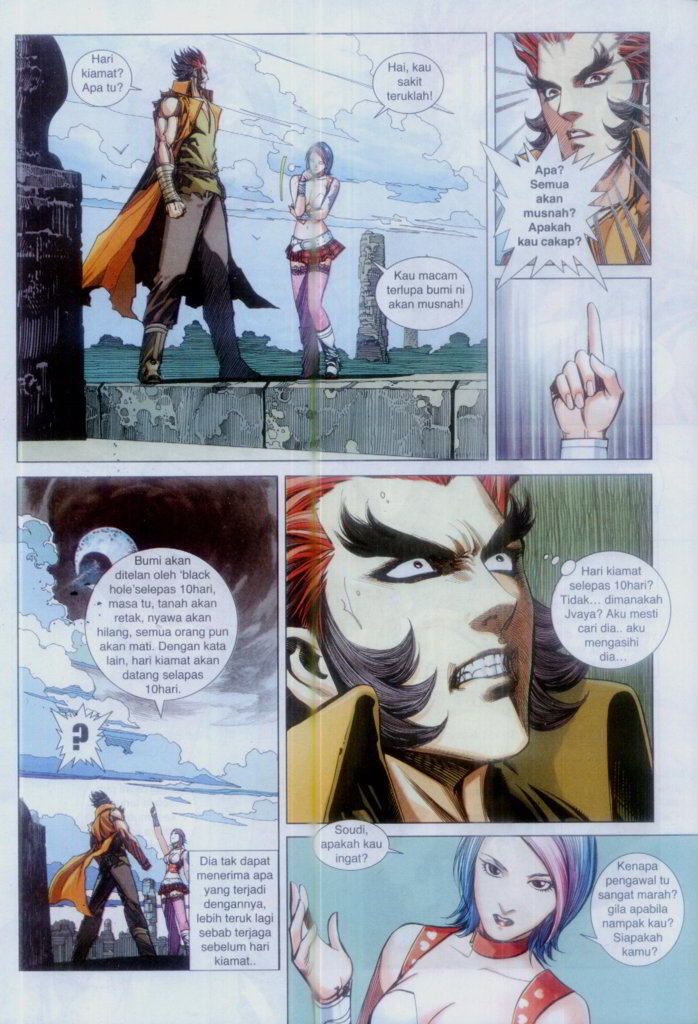 Hari
kiamat?
Apa tu?
Hai, kau
sakit
teruklah!
Kau macam
terlupa bumi ni
akan musnah!
Apa?
Semua
akan
musnah?
Apakah
kau cakap?
Bumi akan
ditelan oleh 'black
hole'selepas 10hari,
masa tu, tanah akan
retak, nyawa akan
hilang, semua orang pun
akan mati. Dengan kata
lain, hari kiamat akan
datang selapas
10hari.
?
Dia tak dapat
menerima apa
yang terjadi
dengannya,
lebih teruk lagi
sebab terjaga
sebelum hari
kiamat..
Hari kiamat
selepas 10hari?
Tidak... dimanakah
Jvaya? Aku mesti
cari dia.. aku
mengasihi
dia...
Soudi,
apakah kau
ingat?
Kenapa
pengawal tu
sangat marah?
gila apabila
nampak kau?
Siapakah
kamu?